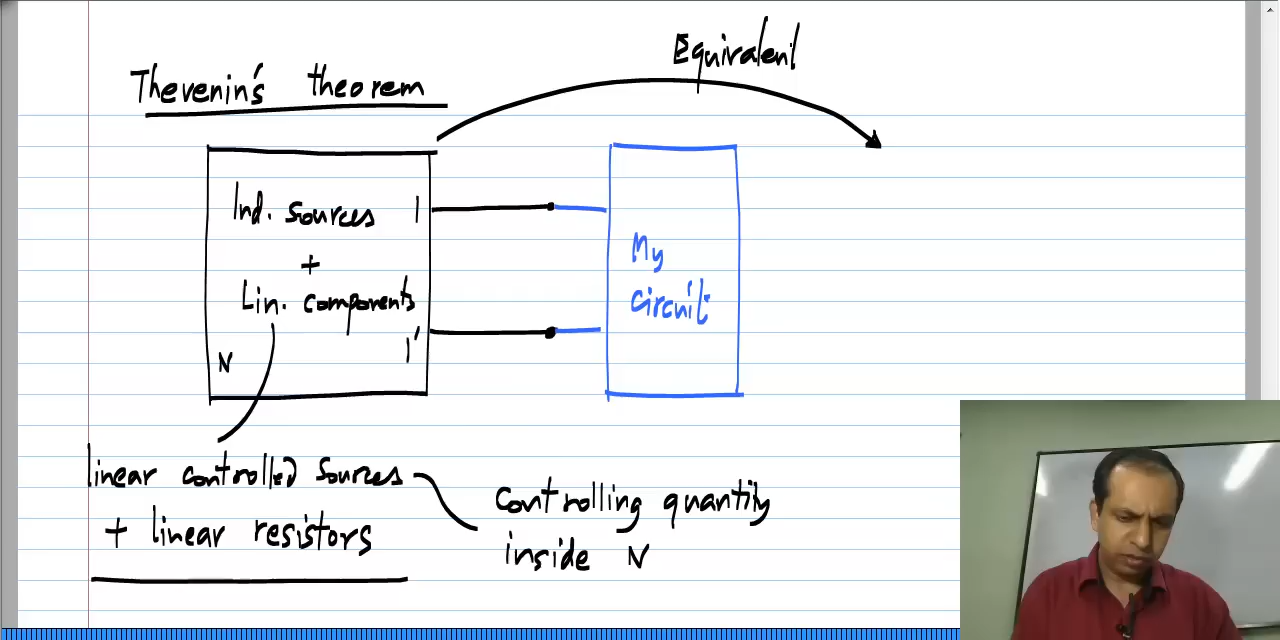 Equivalent
Thevenin's theorem
Ind. sources 1
+
Lin. components
N 1'
My
circuit
linear controlled sources
+ linear resistors
Controlling quantity
inside N